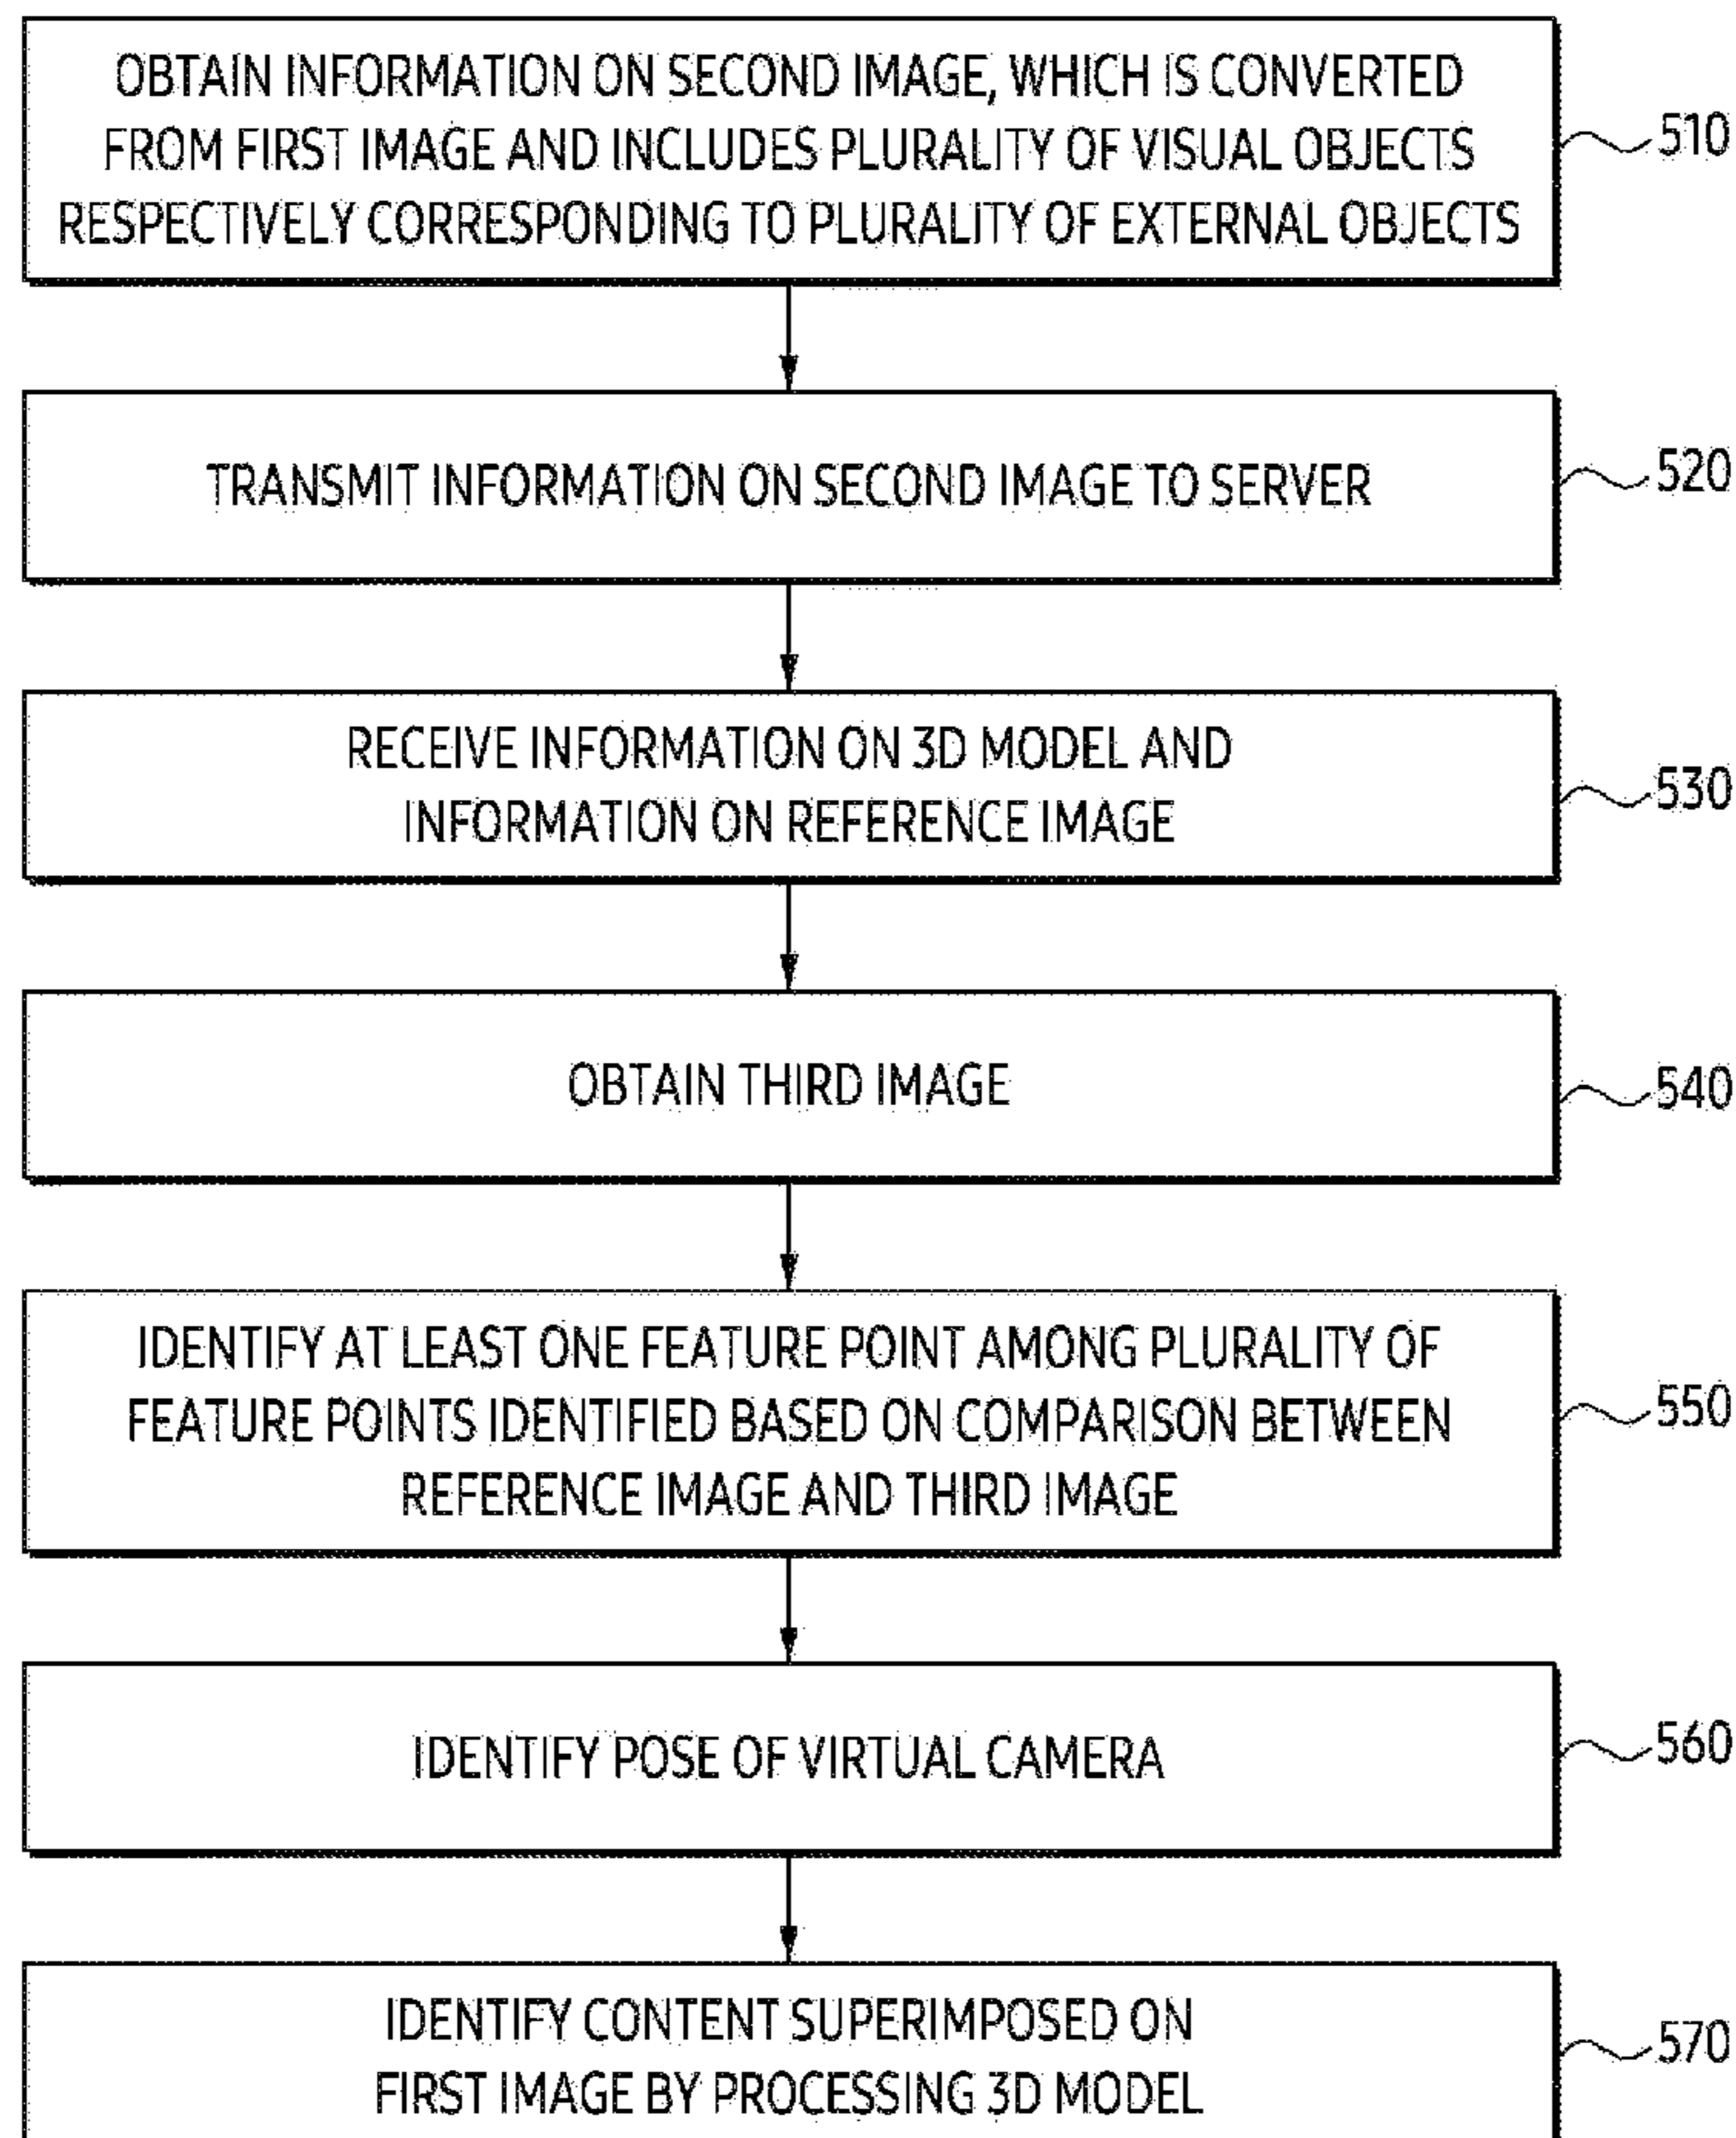 OBTAIN INFORMATION ON SECOND IMAGE, WHICH IS CONVERTED
FROM FIRST IMAGE AND INCLUDES PLURALITY OF VISUAL OBJECTS
RESPECTIVELY CORRESPONDING TO PLURALITY OF EXTERNAL OBJECTS
510
TRANSMIT INFORMATION ON SECOND IMAGE TO SERVER
520
RECEIVE INFORMATION ON 3D MODEL AND
INFORMATION ON REFERENCE IMAGE
530
OBTAIN THIRD IMAGE
540
IDENTIFY AT LEAST ONE FEATURE POINT AMONG PLURALITY OF
FEATURE POINTS IDENTIFIED BASED ON COMPARISON BETWEEN
REFERENCE IMAGE AND THIRD IMAGE
550
IDENTIFY POSE OF VIRTUAL CAMERA
560
IDENTIFY CONTENT SUPERIMPOSED ON
FIRST IMAGE BY PROCESSING 3D MODEL
570